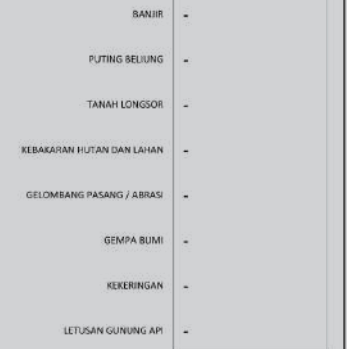 BANJIR -
PUTING BELIUNG -
TANAH LONGSOR -
KEBAKARAN HUTAN DAN LAHAN -
GELOMBANG PASANG / ABRASI -
GEMPA BUMI -
KEKERINGAN -
LETUSAN GUNUNG API -